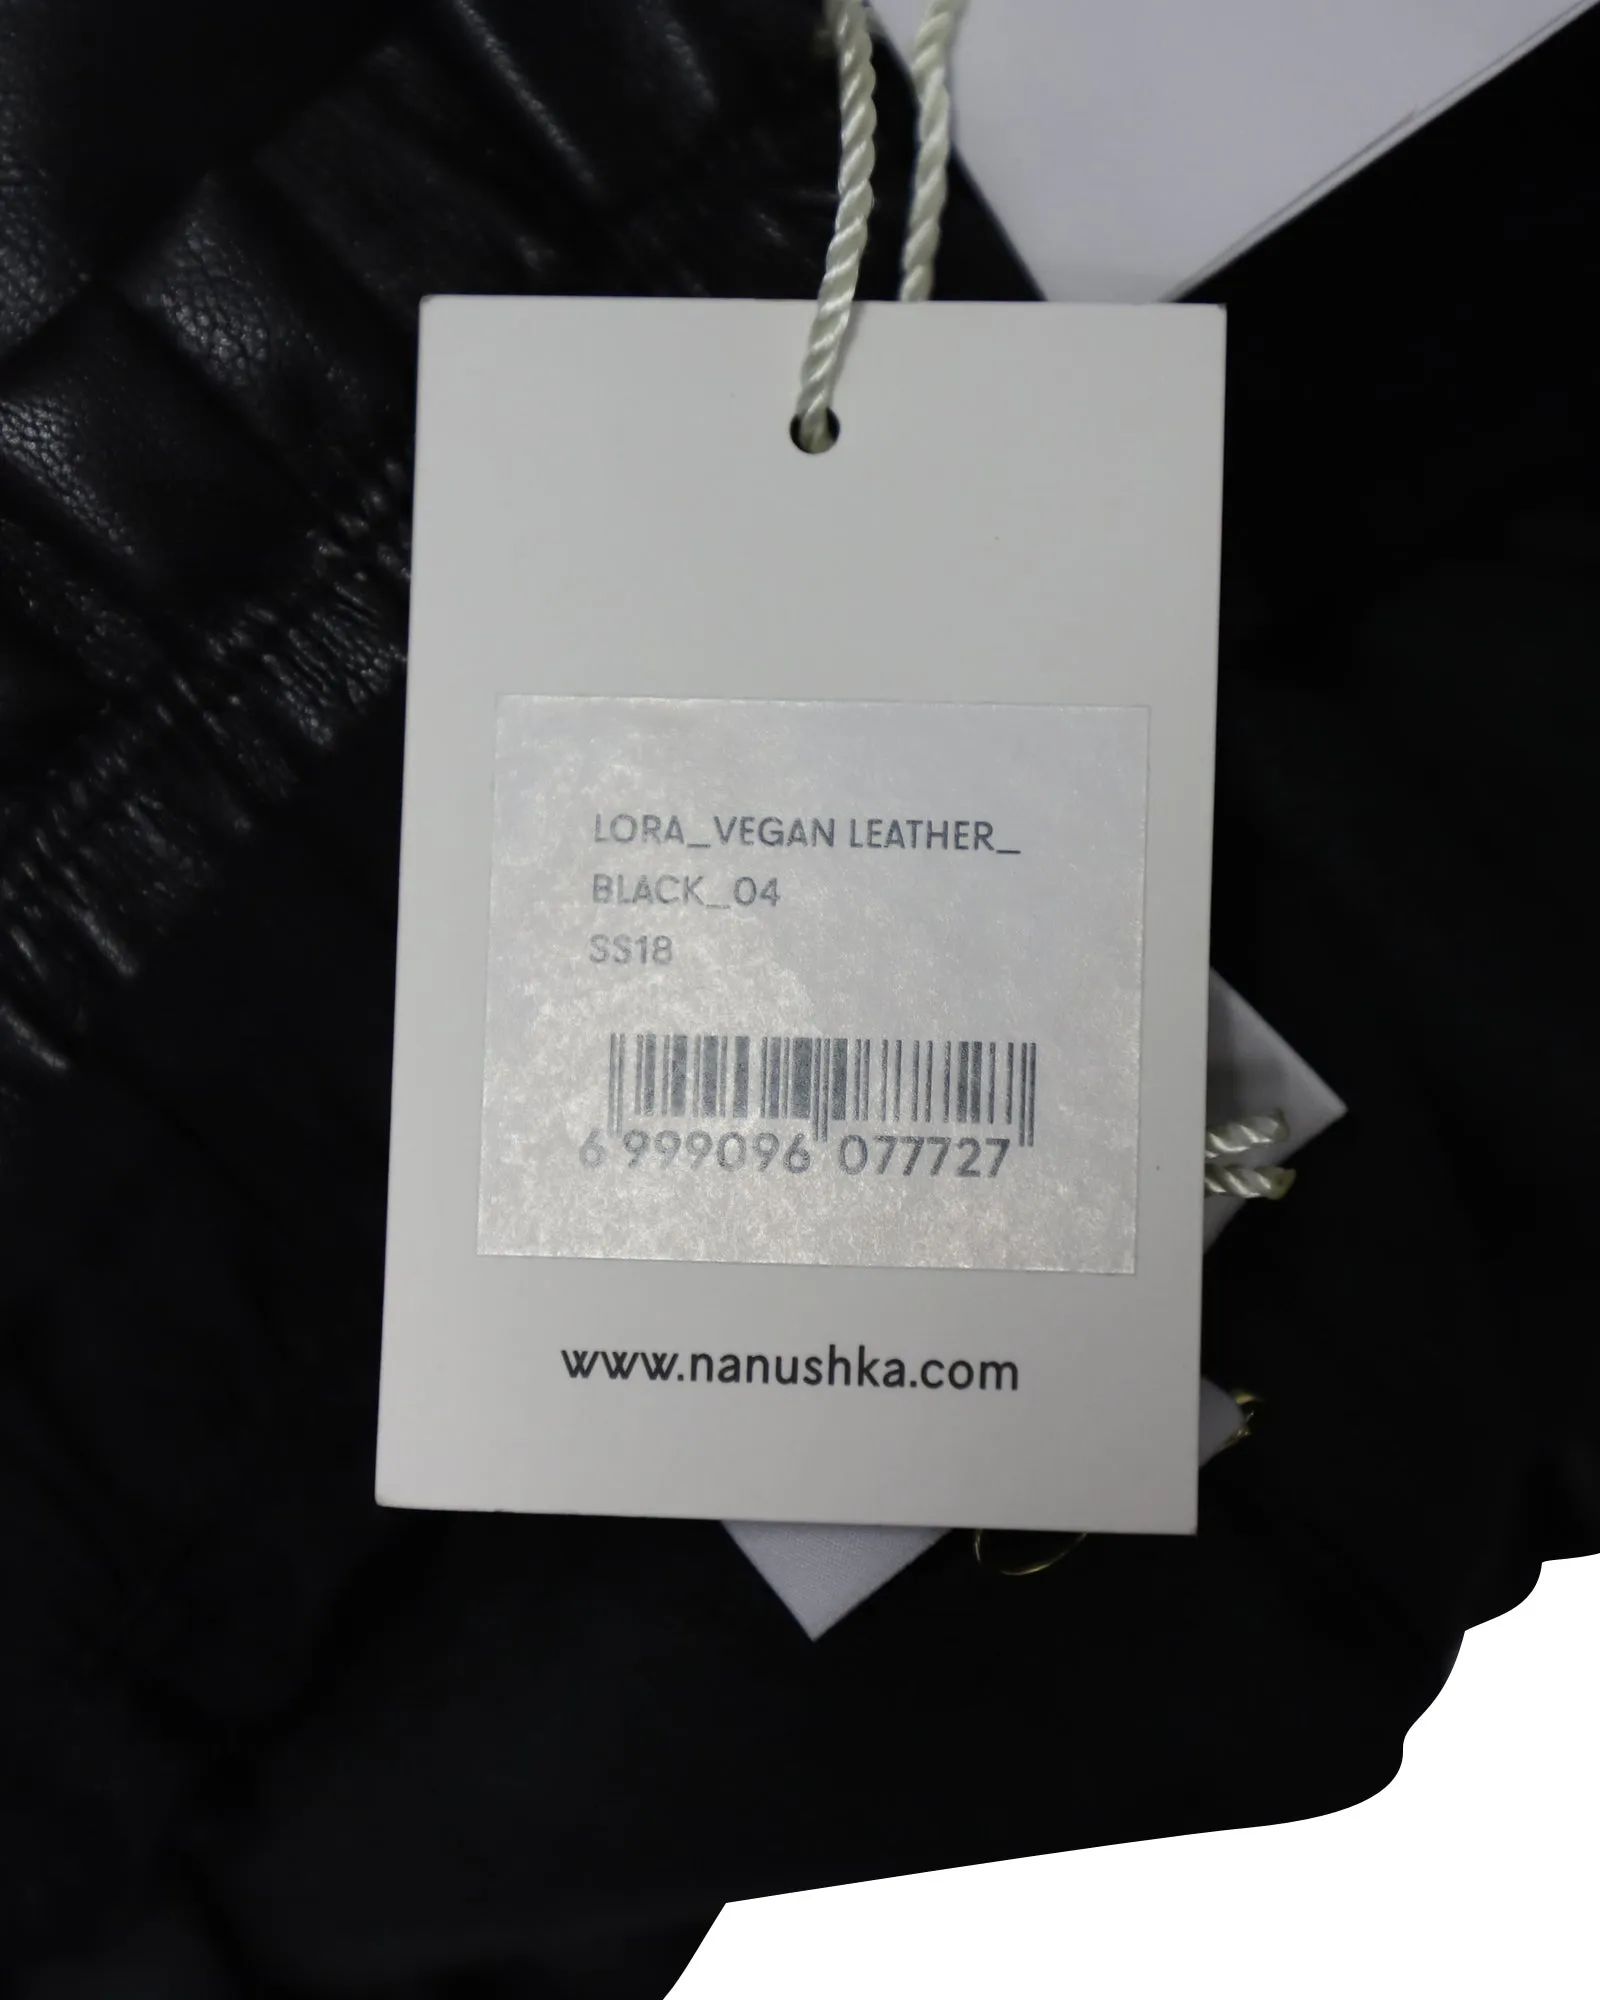 LORA_VEGAN LEATHER_
BLACK_04
SS18
6 999096 077727
www.nanushka.com